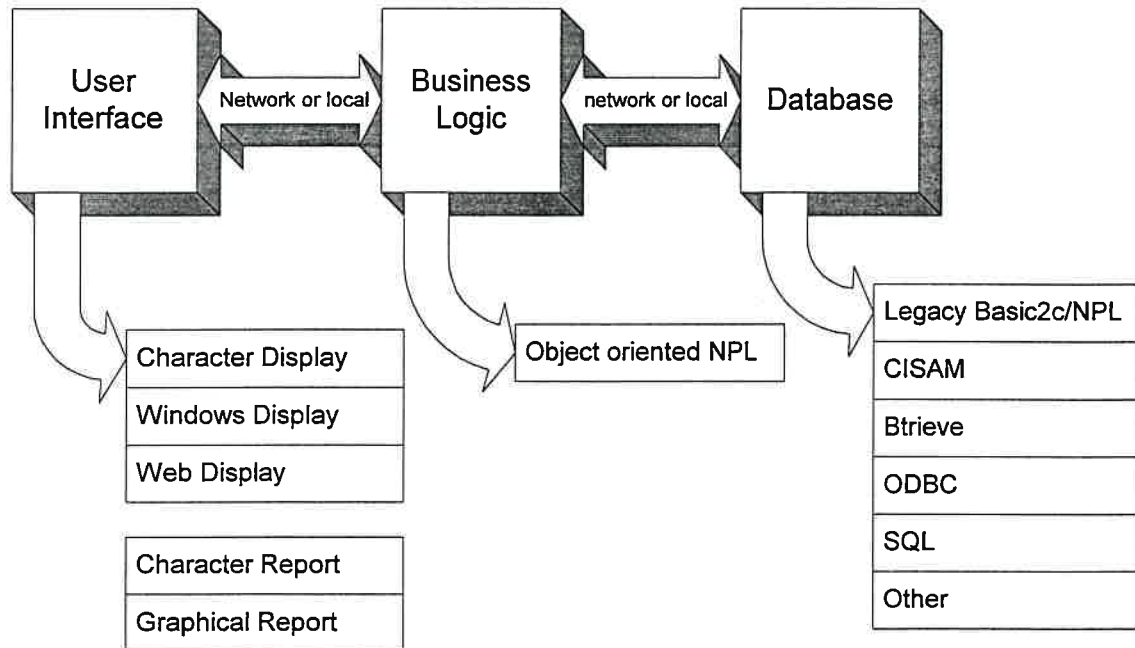 User
Interface
Network or local
Business
Logic
network or local
Database
Character Display
Windows Display
Web Display
Character Report
Graphical Report
Object oriented NPL
Legacy Basic2c/NPL
CISAM
Btrieve
ODBC
SQL
Other